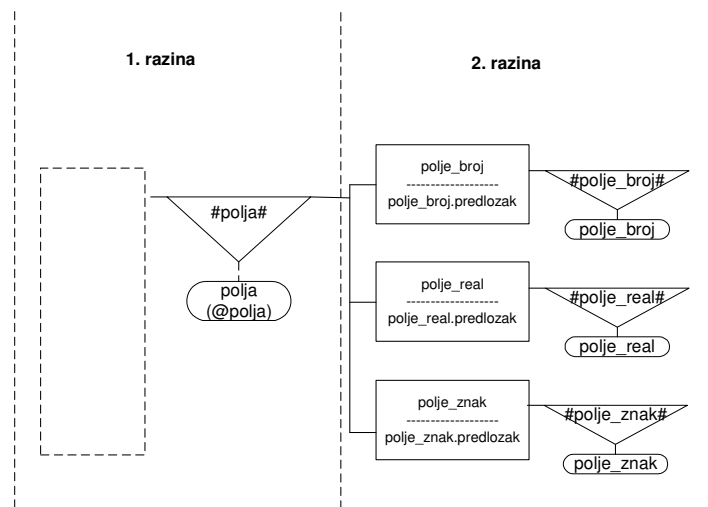 1. razina
2. razina
#polja#
polja
(@polja)
polje_broj
--------------------
polje_broj.predlozak
#polje_broj#
polje_broj
polje_real
--------------------
polje_real.predlozak
#polje_real#
polje_real
polje_znak
--------------------
polje_znak.predlozak
#polje_znak#
polje_znak